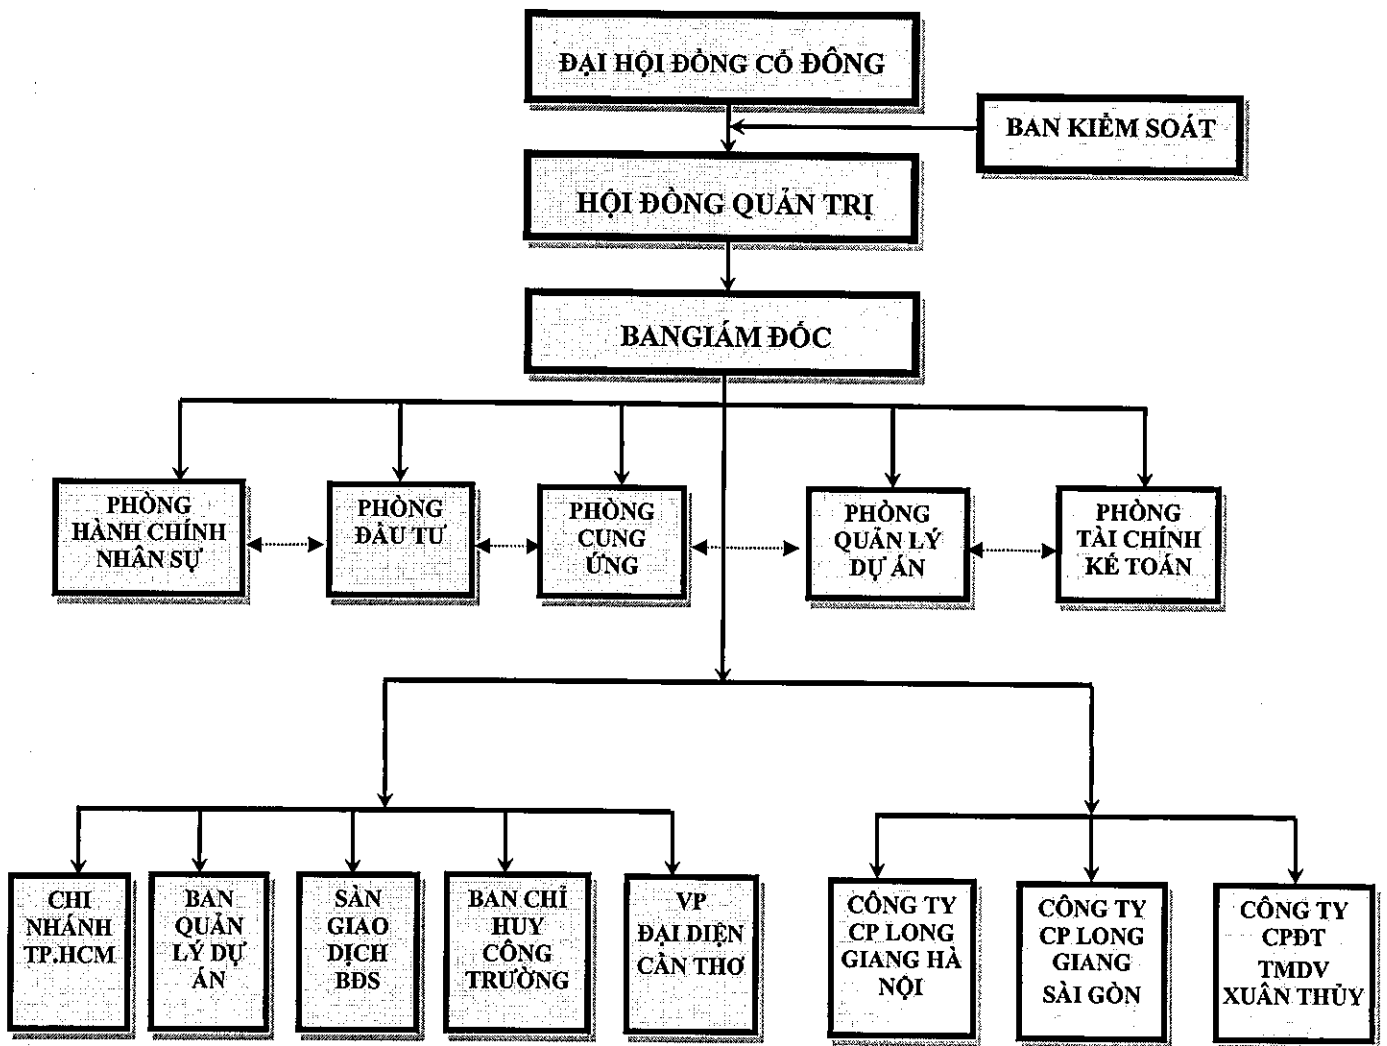 ĐẠI HỘI ĐỒNG CỔ ĐÔNG
BAN KIỂM SOÁT
HỘI ĐỒNG QUẢN TRỊ
BANGIÁM ĐỐC
PHÒNG
HÀNH CHÍNH
NHÂN SỰ
PHÒNG
ĐẦU TƯ
PHÒNG
CUNG
ỨNG
PHÒNG
QUẢN LÝ
DỰ ÁN
PHÒNG
TÀI CHÍNH
KẾ TOÁN
CHI
NHÁNH
TP.HCM
BAN
QUẢN
LÝ DỰ
ÁN
SÀN
GIAO
DỊCH
BĐS
BAN CHỈ
HUY
CÔNG
TRƯỜNG
VP
ĐẠI DIỆN
CẦN THƠ
CÔNG TY
CP LONG
GIANG HÀ
NỘI
CÔNG TY
CP LONG
GIANG
SÀI GÒN
CÔNG TY
CPĐT
TMDV
XUÂN THỦY